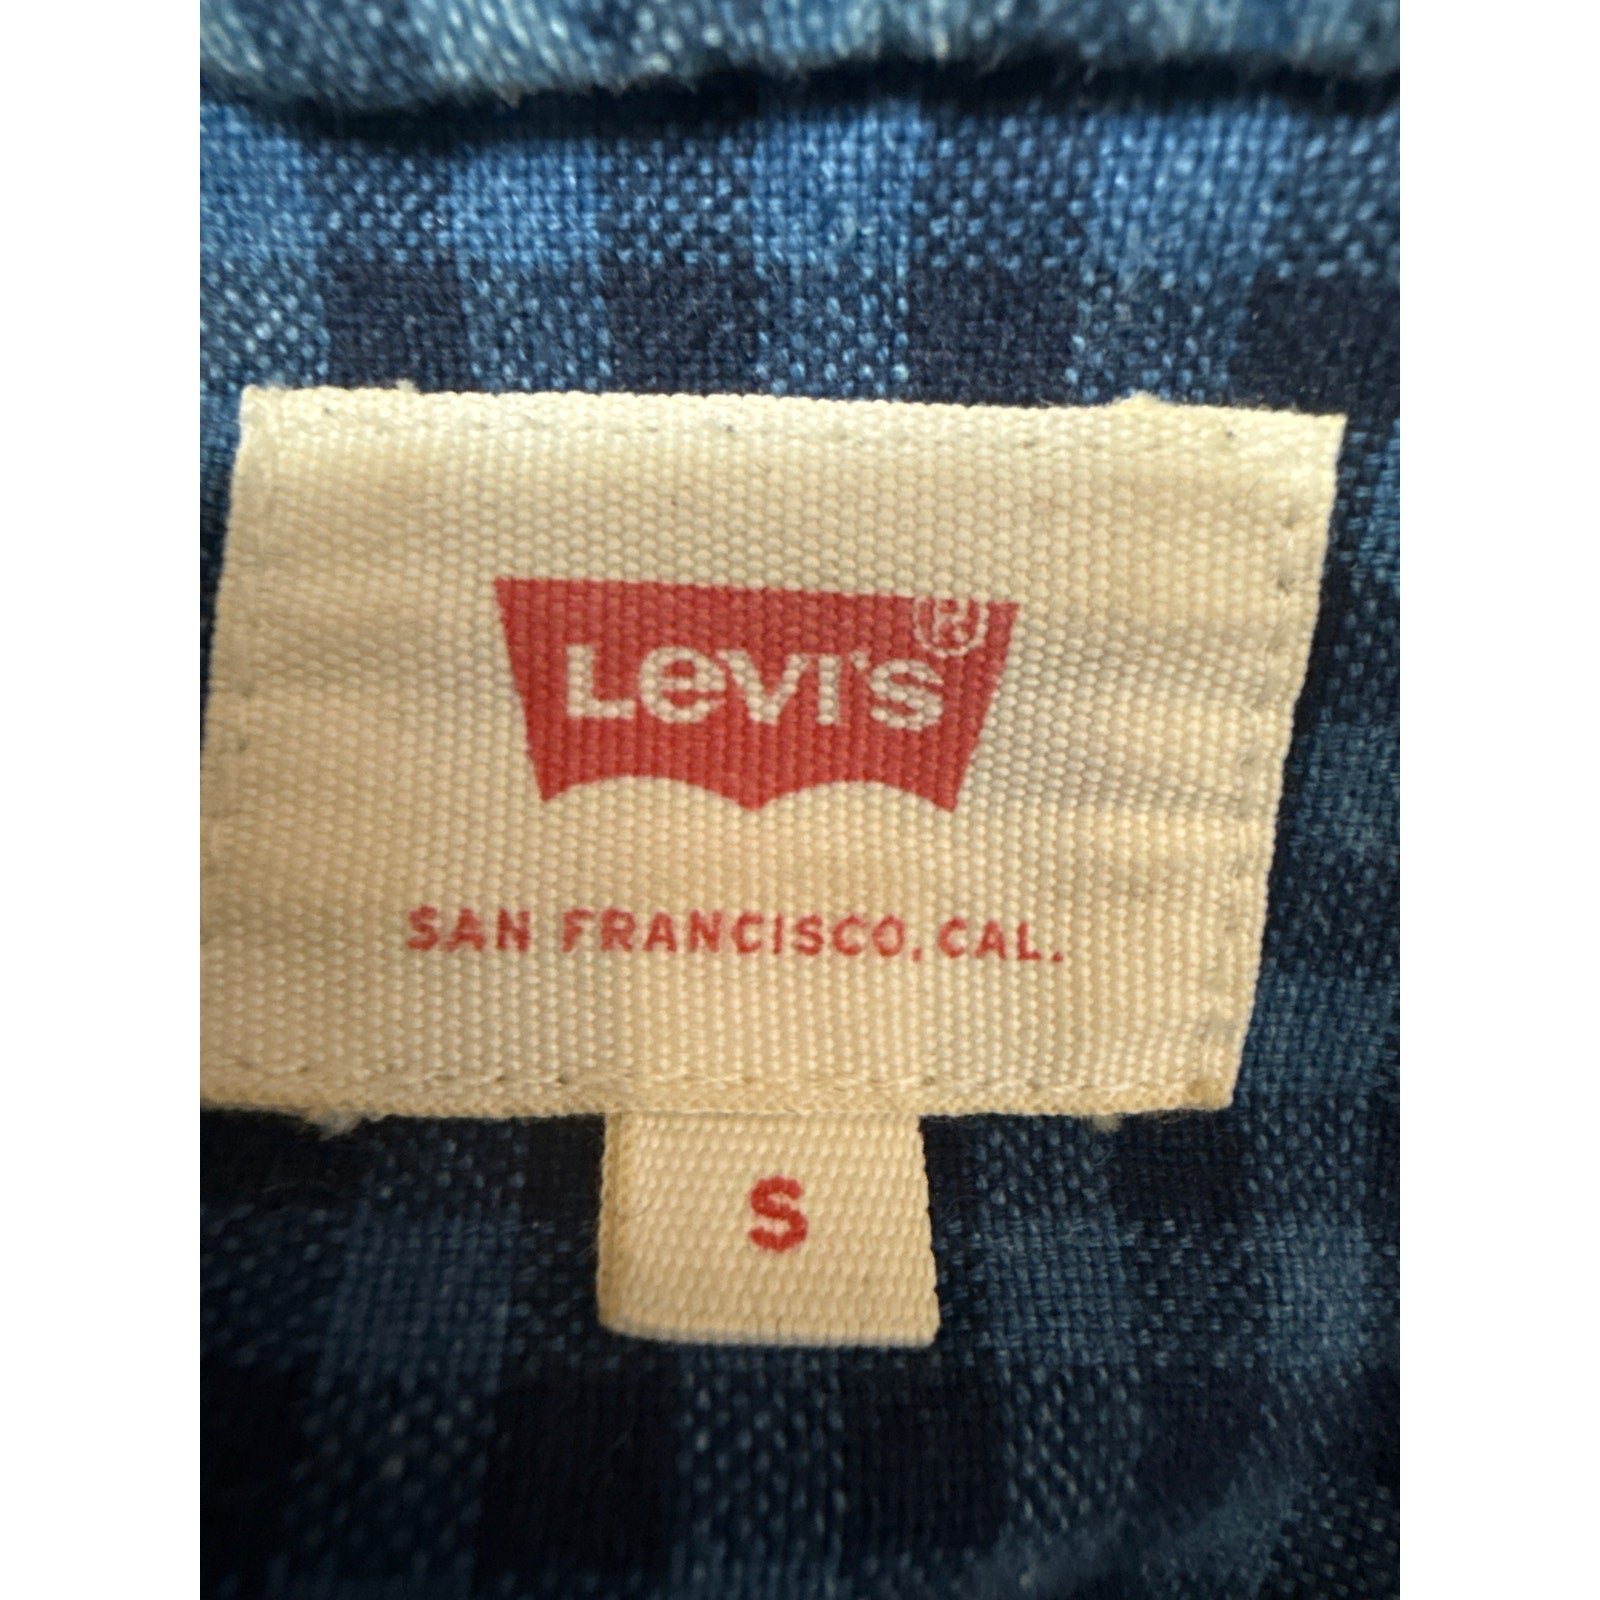 LEVI'S®
SAN FRANCISCO, CAL.
S